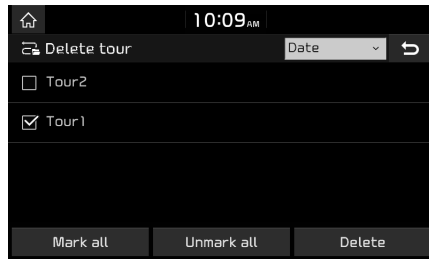 10:09AM
Delete tour Date
Tour2
Tour1
Mark all Unmark all Delete